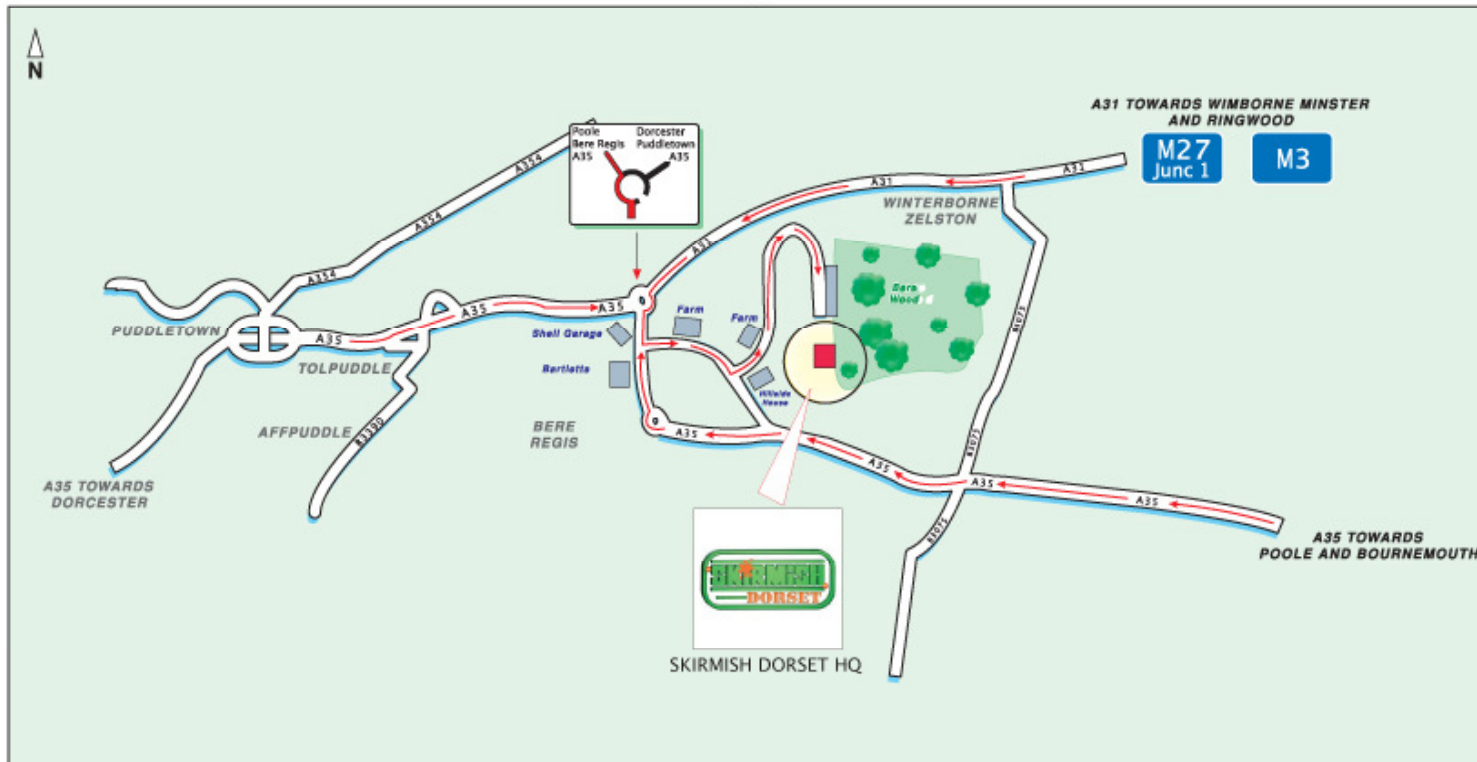 N
A31 TOWARDS WIMBORNE MINSTER
AND RINGWOOD
M27
Junc 1
M3
Poole
Bere Regis
A35
Dorcester
Puddletown
A35
A354
A354
A354
A31
A31
A31
A31
WINTERBORNE
ZELSTON
Bere
Wood
PUDDLETOWN
A35
A35
A35
TOLPUDDLE
Shell Garage
Farm
Farm
Bartletts
Hillside
House
AFFPUDDLE
B3390
BERE
REGIS
A35
A35
A35
A35
B3075
B3075
B3075
A35 TOWARDS
DORCESTER
A35 TOWARDS
POOLE AND BOURNEMOUTH
SKIRMISH
DORSET
SKIRMISH DORSET HQ